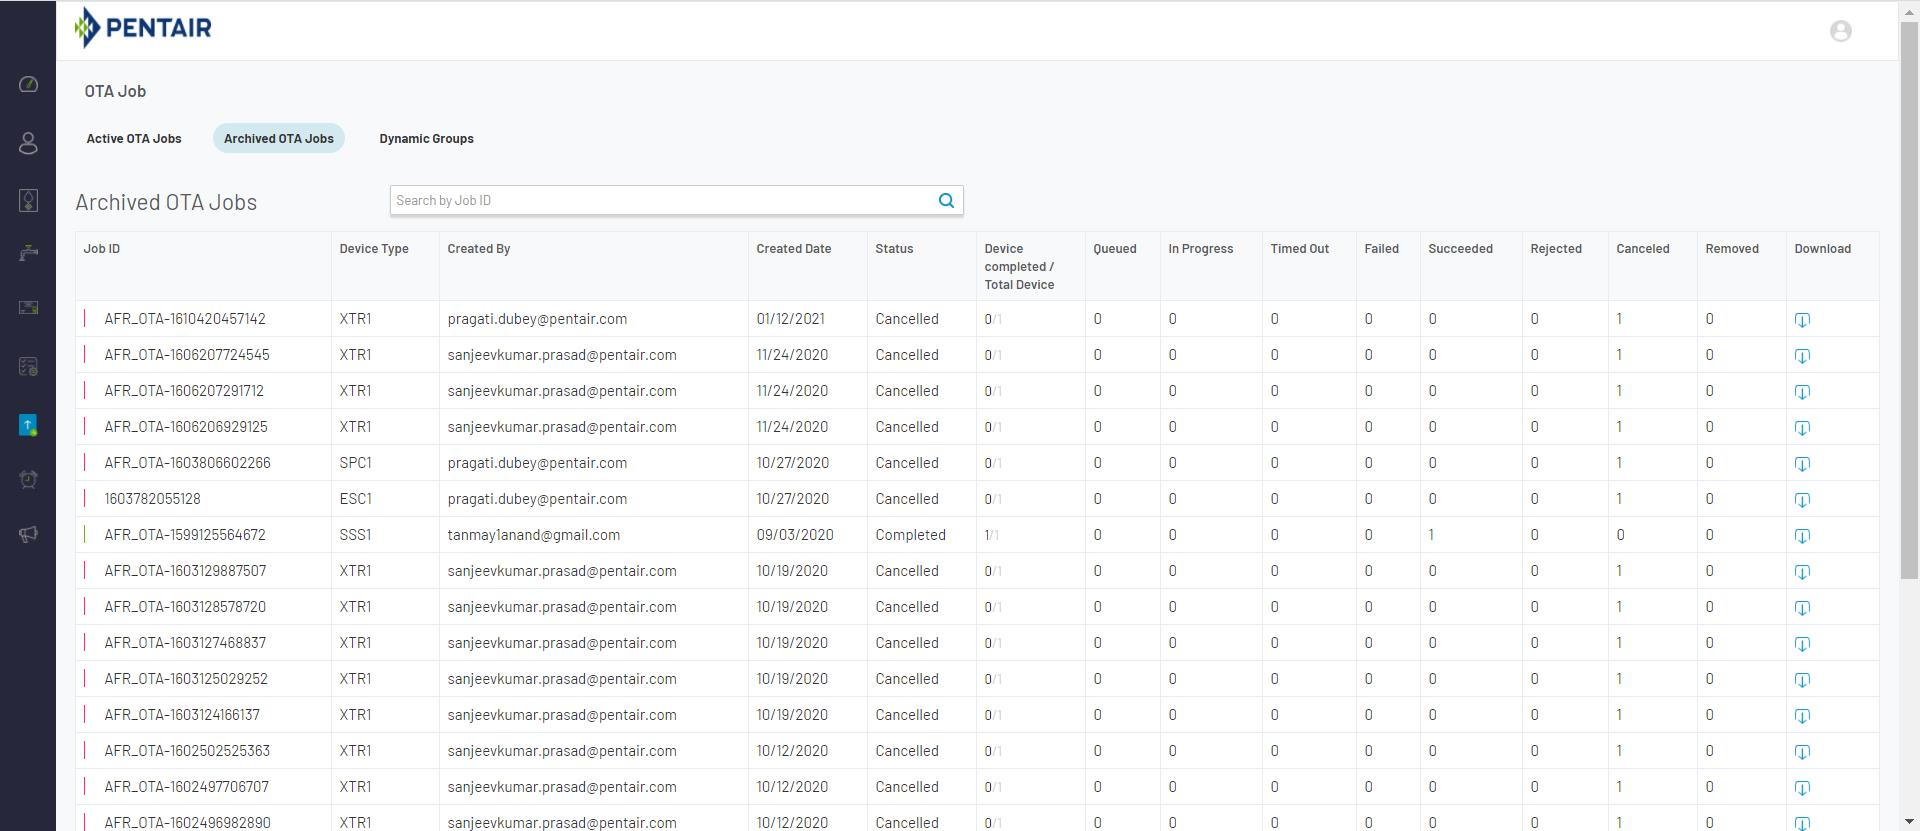 PENTAIR
OTA Job
Active OTA Jobs Archived OTA Jobs Dynamic Groups
Archived OTA Jobs Search by Job ID
Job ID Device Type Created By Created Date Status Device completed / Total Device Queued In Progress Timed Out Failed Succeeded Rejected Canceled Removed Download
AFR_OTA-1610420457142 XTR1 pragati.dubey@pentair.com 01/12/2021 Cancelled 0/1 0 0 0 0 0 0 1 0
AFR_OTA-1606207724545 XTR1 sanjeevkumar.prasad@pentair.com 11/24/2020 Cancelled 0/1 0 0 0 0 0 0 1 0
AFR_OTA-1606207291712 XTR1 sanjeevkumar.prasad@pentair.com 11/24/2020 Cancelled 0/1 0 0 0 0 0 0 1 0
AFR_OTA-1606206929125 XTR1 sanjeevkumar.prasad@pentair.com 11/24/2020 Cancelled 0/1 0 0 0 0 0 0 1 0
AFR_OTA-1603806602266 SPC1 pragati.dubey@pentair.com 10/27/2020 Cancelled 0/1 0 0 0 0 0 0 1 0
1603782055128 ESC1 pragati.dubey@pentair.com 10/27/2020 Cancelled 0/1 0 0 0 0 0 0 1 0
AFR_OTA-1599125564672 SSS1 tanmay1anand@gmail.com 09/03/2020 Completed 1/1 0 0 0 0 1 0 0 0
AFR_OTA-1603129887507 XTR1 sanjeevkumar.prasad@pentair.com 10/19/2020 Cancelled 0/1 0 0 0 0 0 0 1 0
AFR_OTA-1603128578720 XTR1 sanjeevkumar.prasad@pentair.com 10/19/2020 Cancelled 0/1 0 0 0 0 0 0 1 0
AFR_OTA-1603127468837 XTR1 sanjeevkumar.prasad@pentair.com 10/19/2020 Cancelled 0/1 0 0 0 0 0 0 1 0
AFR_OTA-1603125029252 XTR1 sanjeevkumar.prasad@pentair.com 10/19/2020 Cancelled 0/1 0 0 0 0 0 0 1 0
AFR_OTA-1603124166137 XTR1 sanjeevkumar.prasad@pentair.com 10/19/2020 Cancelled 0/1 0 0 0 0 0 0 1 0
AFR_OTA-1602502525363 XTR1 sanjeevkumar.prasad@pentair.com 10/12/2020 Cancelled 0/1 0 0 0 0 0 0 1 0
AFR_OTA-1602497706707 XTR1 sanjeevkumar.prasad@pentair.com 10/12/2020 Cancelled 0/1 0 0 0 0 0 0 1 0
AFR_OTA-1602496982890 XTR1 sanjeevkumar.prasad@pentair.com 10/12/2020 Cancelled 0/1 0 0 0 0 0 0 1 0